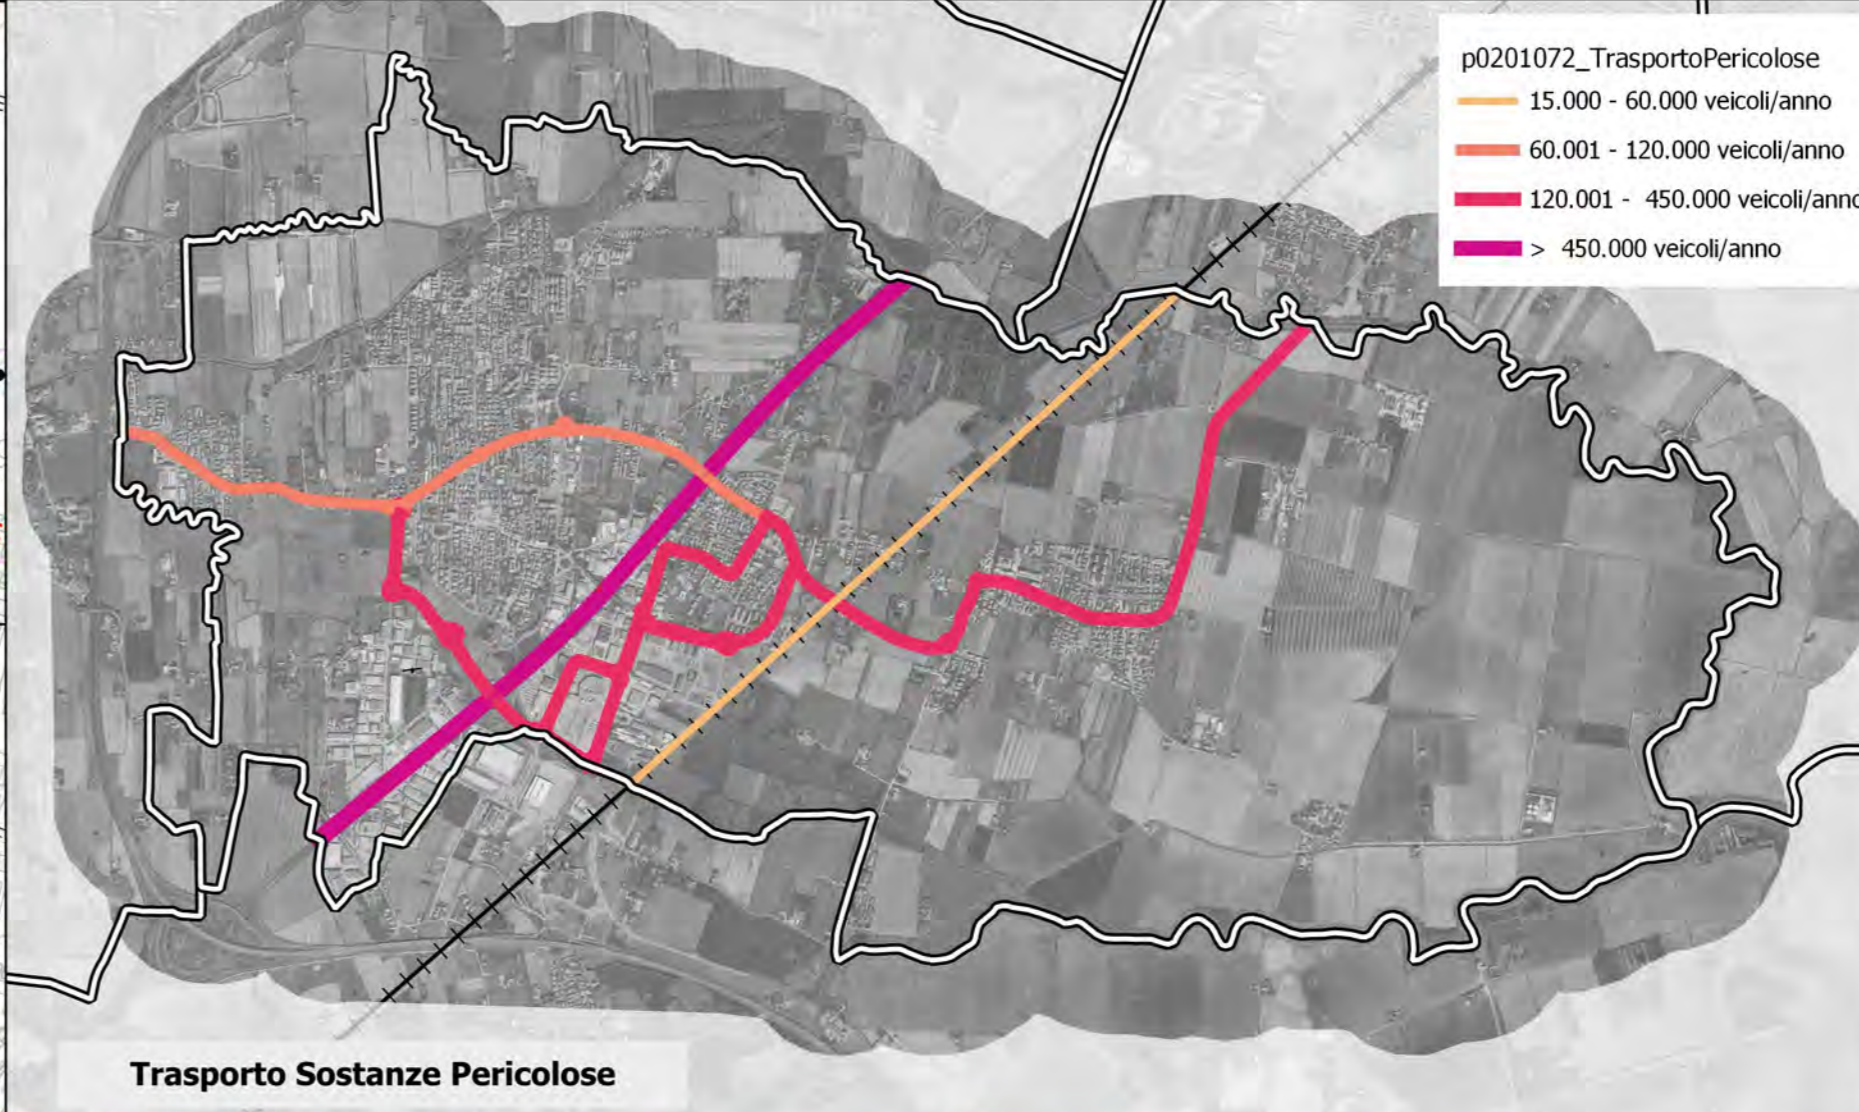 p0201072_TrasportoPericolose
15.000 - 60.000 veicoli/anno
60.001 - 120.000 veicoli/anno
120.001 - 450.000 veicoli/anno
> 450.000 veicoli/anno
Trasporto Sostanze Pericolose